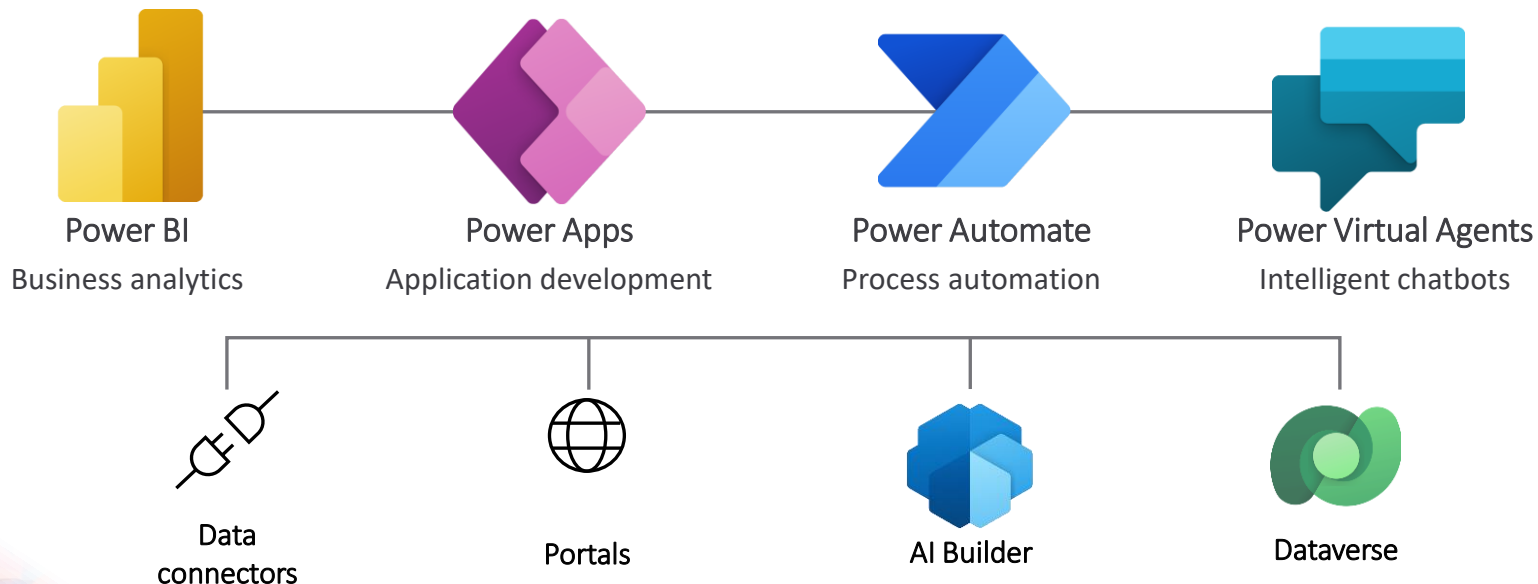 Power BI
Power Apps
Power Automate
Power Virtual Agents
Business analytics
Application development
Process automation
Intelligent chatbots
Data
connectors
Portals
AI Builder
Dataverse